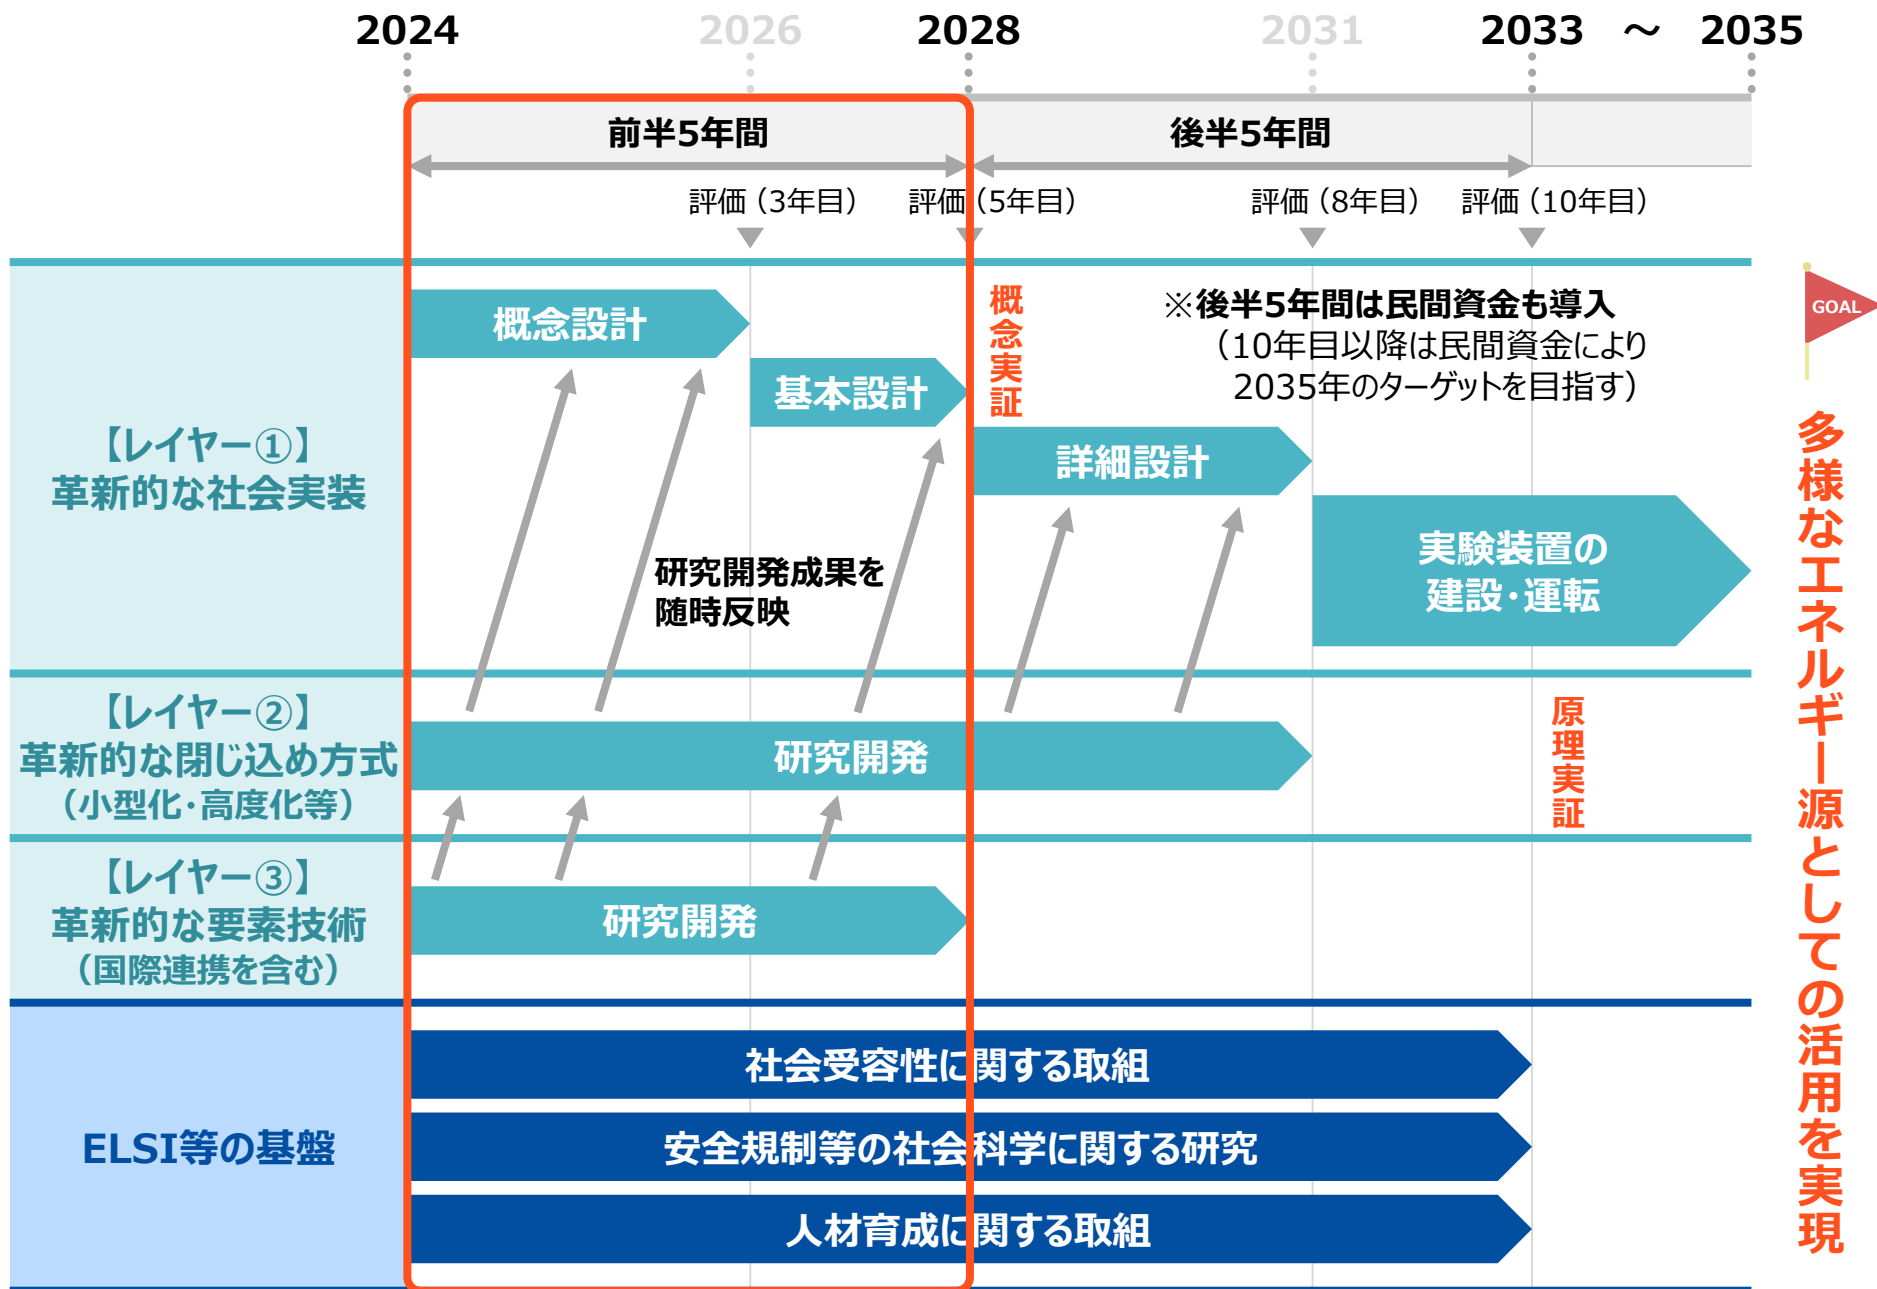 2024
2026
2028
2031
2033 ～ 2035
前半5年間
後半5年間
評価（3年目）
評価（5年目）
評価（8年目）
評価（10年目）
【レイヤー①】
革新的な社会実装
概念設計
基本設計
概念実証
※後半5年間は民間資金も導入
（10年目以降は民間資金により
2035年のターゲットを目指す）
詳細設計
実験装置の
建設・運転
研究開発成果を
随時反映
【レイヤー②】
革新的な閉じ込め方式
（小型化・高度化等）
研究開発
原理実証
【レイヤー③】
革新的な要素技術
（国際連携を含む）
研究開発
ELSI等の基盤
社会受容性に関する取組
安全規制等の社会科学に関する研究
人材育成に関する取組
GOAL
多様なエネルギー源としての活用を実現